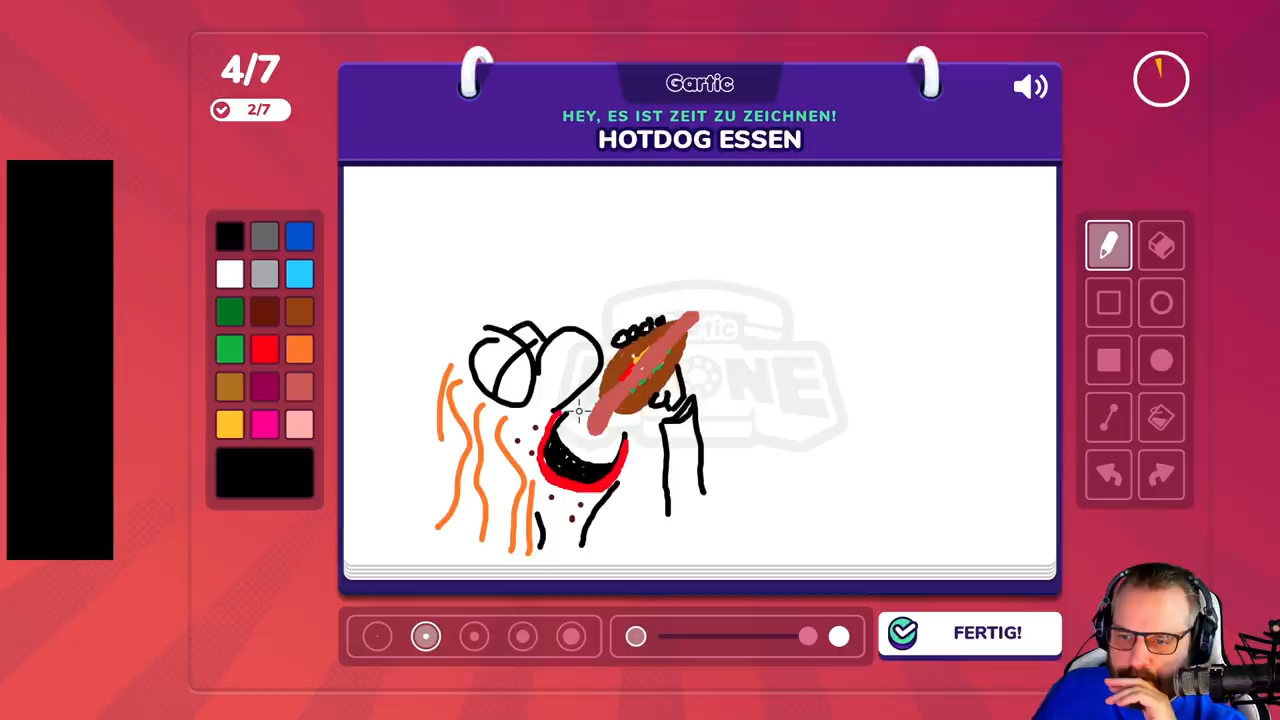 4/7
2/7
Gartic
HEY, ES IST ZEIT ZU ZEICHNEN!
HOTDOG ESSEN
FERTIG!